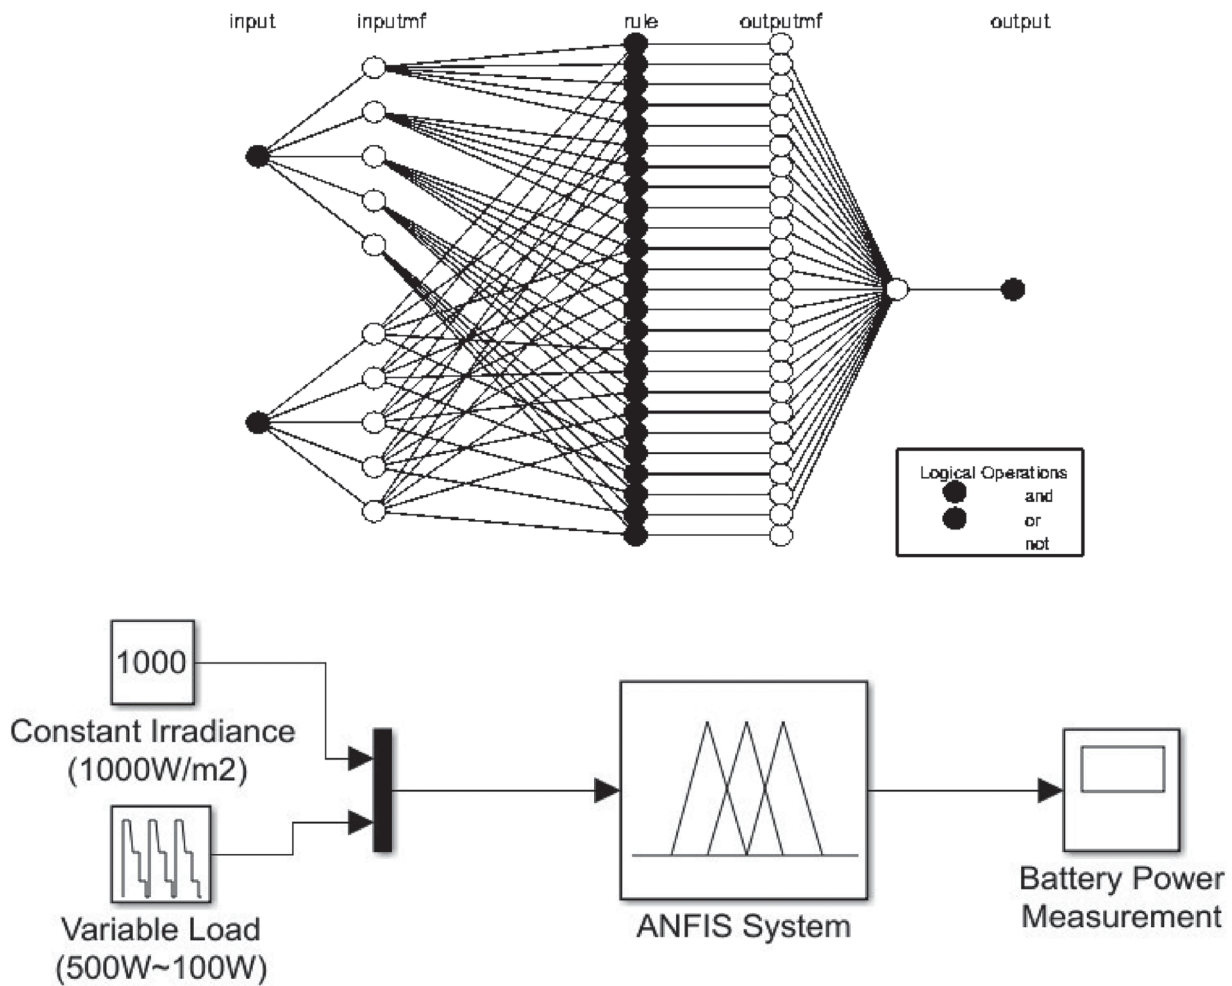 input inputmf rule outputmf output
Logical Operations
and
or
not
1000
Constant Irradiance
(1000W/m2)
Variable Load
(500W~100W)
ANFIS System
Battery Power
Measurement